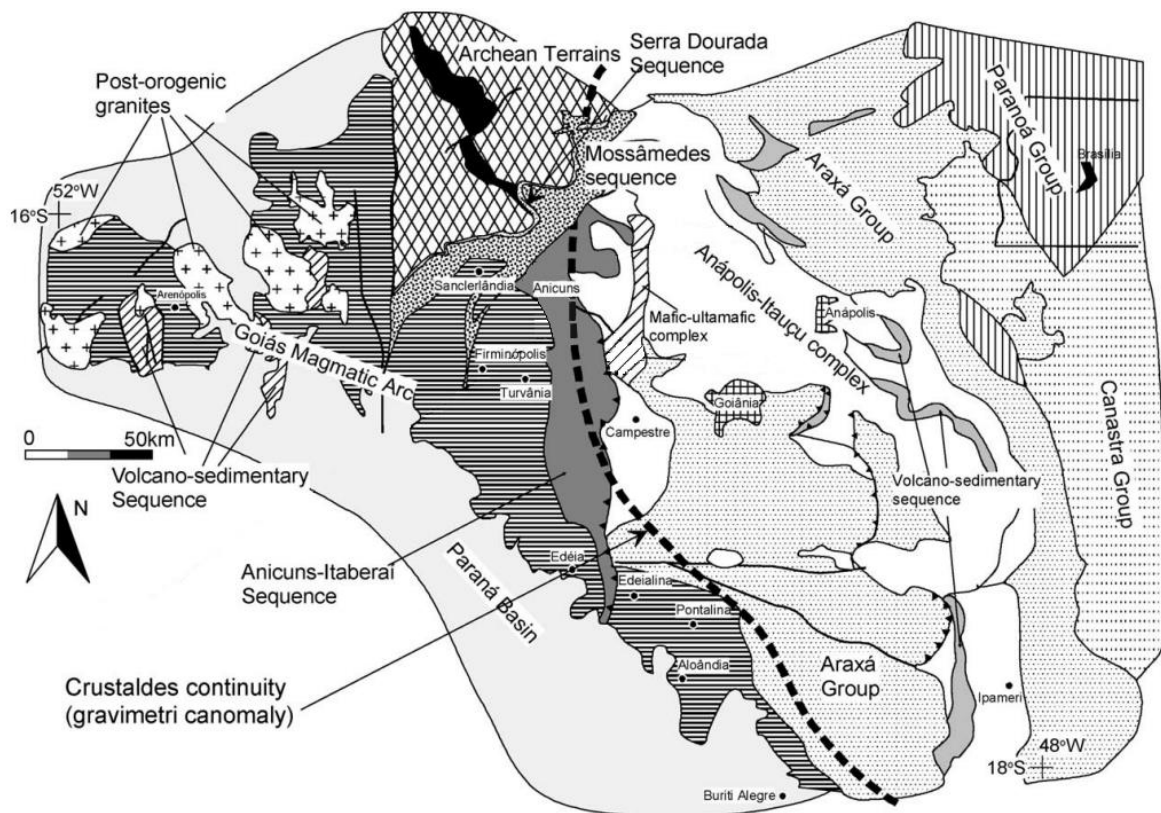 Archean Terrains
Serra Dourada
Sequence
Post-orogenic
granites
Paranoá Group
Brasília
52°W
16°S
Mossâmedes
sequence
Araxá Group
Sanclerlândia
Anicuns
Arenópolis
Anápolis-Itauçu complex
Anápolis
Mafic-ultamafic
complex
Goiás Magmatic Arc
Firminópolis
Turvânia
Goiânia
Campestre
Canastra Group
0 50km
Volcano-sedimentary
Sequence
Volcano-sedimentary
sequence
N
Anicuns-Itaberai
Sequence
Paraná Basin
Edéia
Edeialina
Pontalina
Aloândia
Araxá
Group
Crustaldes continuity
(gravimetri canomaly)
Ipameri
48°W
18°S
Buriti Alegre